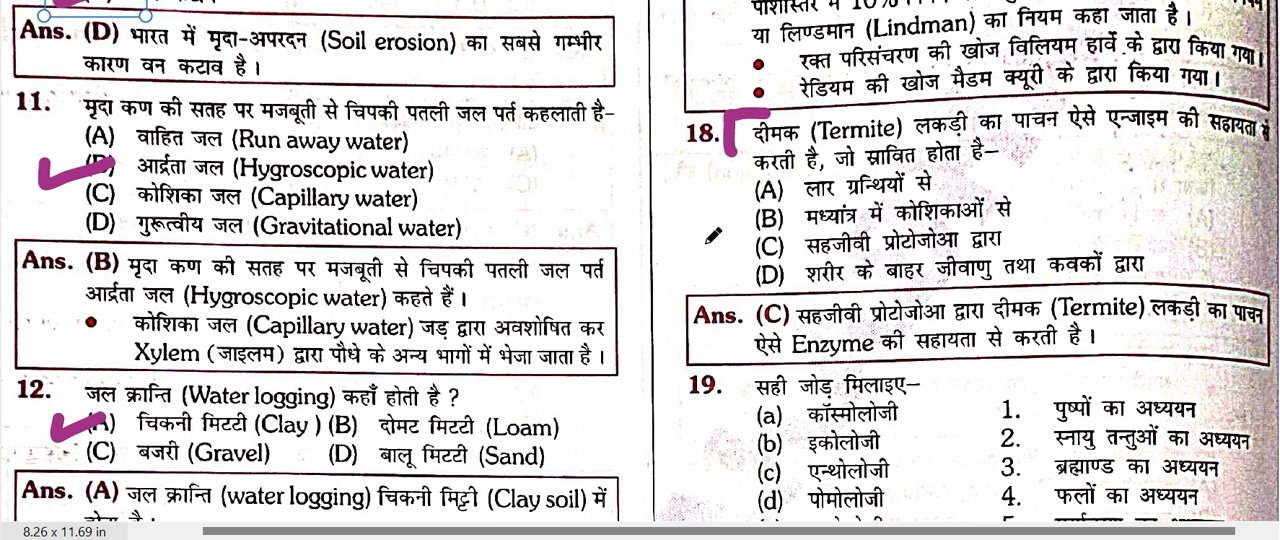 Ans. (D) भारत में मृदा-अपरदन (Soil erosion) का सबसे गम्भीर
कारण वन कटाव है।
11. मृदा कण की सतह पर मजबूती से चिपकी पतली जल पर्त कहलाती है–
(A) वाहित जल (Run away water)
आर्द्रता जल (Hygroscopic water)
(C) कोशिका जल (Capillary water)
(D) गुरूत्वीय जल (Gravitational water)
Ans. (B) मृदा कण की सतह पर मजबूती से चिपकी पतली जल पर्त
आर्द्रता जल (Hygroscopic water) कहते हैं।
• कोशिका जल (Capillary water) जड़ द्वारा अवशोषित कर
Xylem (जाइलम) द्वारा पौधे के अन्य भागों में भेजा जाता है।
12. जल क्रान्ति (Water logging) कहाँ होती है ?
(A) चिकनी मिटटी (Clay ) (B) दोमट मिटटी (Loam)
(C) बजरी (Gravel) (D) बालू मिटटी (Sand)
Ans. (A) जल क्रान्ति (water logging) चिकनी मिट्टी (Clay soil) में
या लिण्डमान (Lindman) का नियम कहा जाता है।
• रक्त परिसंचरण की खोज विलियम हार्वे के द्वारा किया गया।
• रेडियम की खोज मैडम क्यूरी के द्वारा किया गया।
18. दीमक (Termite) लकड़ी का पाचन ऐसे एन्जाइम की सहायता से
करती है, जो स्रावित होता है–
(A) लार ग्रन्थियों से
(B) मध्यांत्र में कोशिकाओं से
(C) सहजीवी प्रोटोजोआ द्वारा
(D) शरीर के बाहर जीवाणु तथा कवकों द्वारा
Ans. (C) सहजीवी प्रोटोजोआ द्वारा दीमक (Termite) लकड़ी का पाचन
ऐसे Enzyme की सहायता से करती है।
19. सही जोड़ मिलाइए–
(a) कॉस्मोलोजी 1. पुष्पों का अध्ययन
(b) इकोलोजी 2. स्नायु तन्तुओं का अध्ययन
(c) एन्थोलोजी 3. ब्रह्माण्ड का अध्ययन
(d) पोमोलोजी 4. फलों का अध्ययन
8.26 x 11.69 in